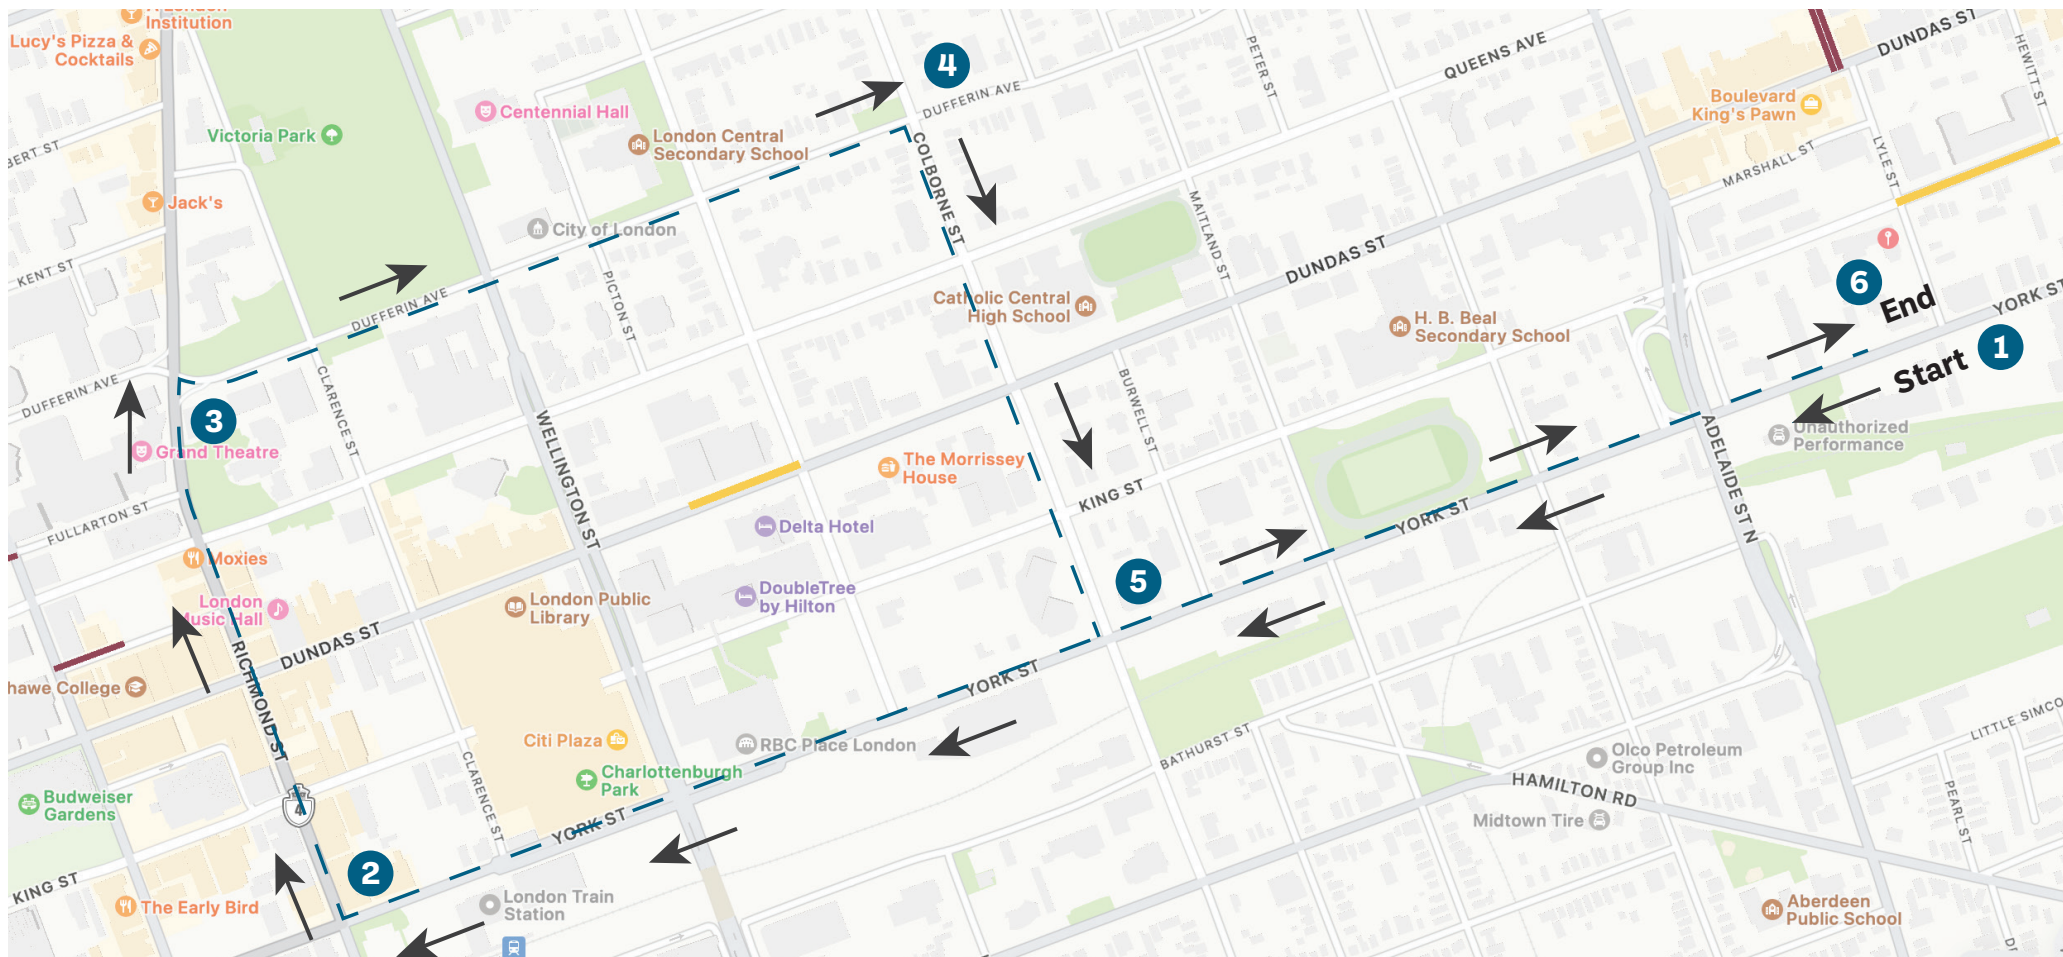 Institution
Lucy's Pizza &
Cocktails
Victoria Park
Jack's
BERT ST
KENT ST
DUFFERIN AVE
Centennial Hall
London Central
Secondary School
City of London
4
DUFFERIN AVE
COLBORNE ST
PETER ST
QUEENS AVE
DUNDAS ST
HEWITT ST
Boulevard
King's Pawn
MARSHALL ST
LYLE ST
MAITLAND ST
DUNDAS ST
Catholic Central
High School
H. B. Beal
Secondary School
6
End
YORK ST
Start
1
Unauthorized
Performance
DUFFERIN AVE
PICTON ST
CLARENCE ST
3
Grand Theatre
WELLINGTON ST
BURWELL ST
The Morrissey
House
KING ST
YORK ST
ADELAIDE ST N
FULLARTON ST
Moxies
London
Music Hall
Delta Hotel
DoubleTree
by Hilton
London Public
Library
5
DUNDAS ST
RICHMOND ST
hawe College
Citi Plaza
Charlottenburgh
Park
RBC Place London
YORK ST
BATHURST ST
Olco Petroleum
Group Inc
HAMILTON RD
Midtown Tire
LITTLE SIMCO
PEARL ST
Budweiser
Gardens
4
CLARENCE ST
YORK ST
2
KING ST
The Early Bird
London Train
Station
Aberdeen
Public School